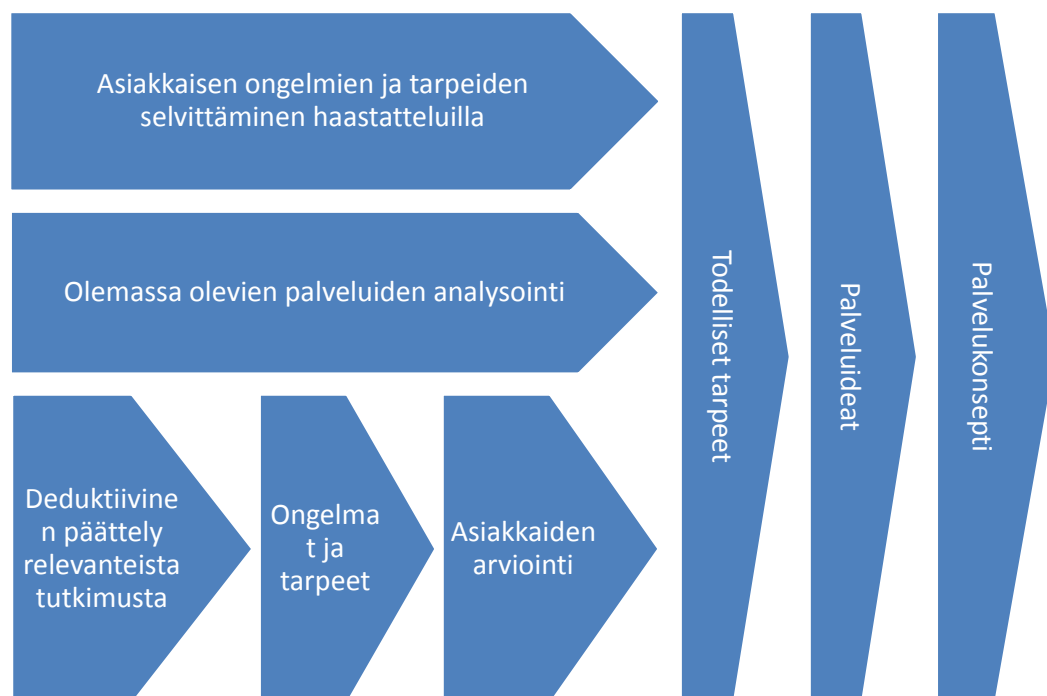 Asiakkaisen ongelmien ja tarpeiden
selvittäminen haastatteluilla
Olemassa olevien palveluiden analysointi
Deduktiivine
n päättely
relevanteista
tutkimusta
Ongelma
t ja
tarpeet
Asiakkaiden
arviointi
Todelliset tarpeet
Palveluideat
Palvelukonsepti